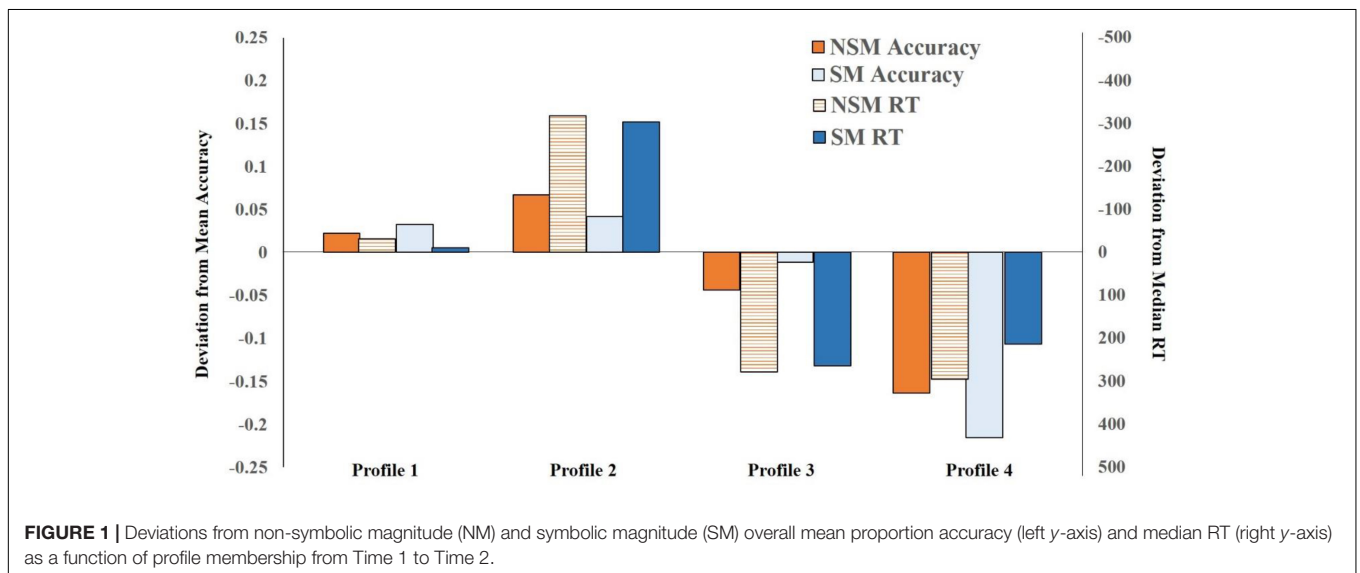 0.25
0.2
0.15
0.1
0.05
0
-0.05
-0.1
-0.15
-0.2
-0.25
Deviation from Mean Accuracy
NSM Accuracy
SM Accuracy
NSM RT
SM RT
-500
-400
-300
-200
-100
0
100
200
300
400
500
Deviation from Median RT
Profile 1 Profile 2 Profile 3 Profile 4
FIGURE 1 | Deviations from non-symbolic magnitude (NM) and symbolic magnitude (SM) overall mean proportion accuracy (left y-axis) and median RT (right y-axis)
as a function of profile membership from Time 1 to Time 2.